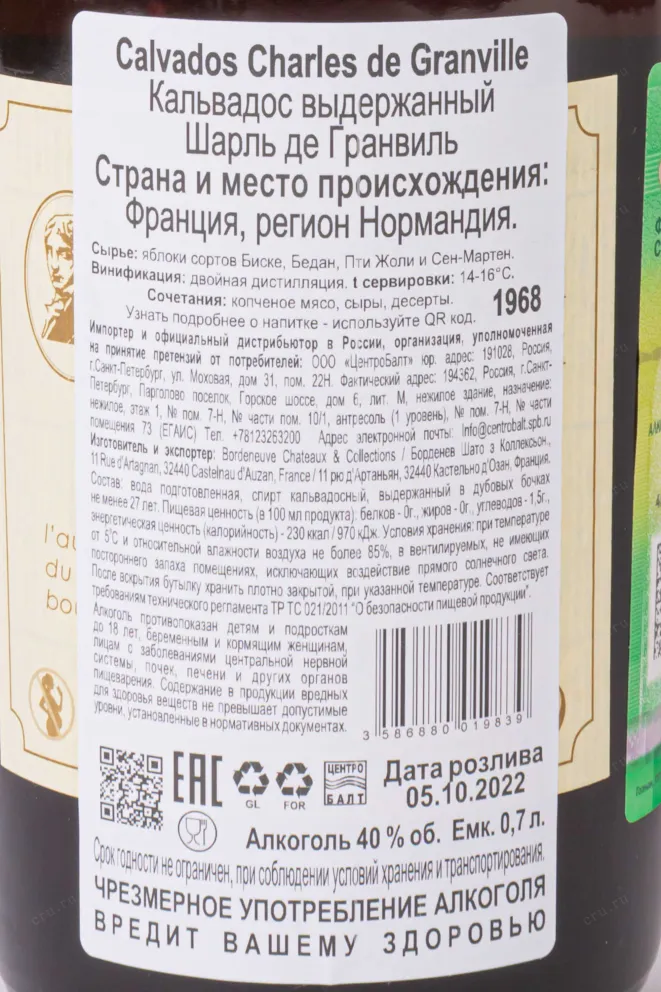 Calvados Charles de Granville
Кальвадос выдержанный
Шарль де Гранвиль
Страна и место происхождения:
Франция, регион Нормандия.
Сырье: яблоки сортов Биске, Бедан, Пти Жоли и Сен-Мартен.
Винификация: двойная дистилляция. t сервировки: 14-16°C.
Сочетания: копченое мясо, сыры, десерты.
1968
Узнать подробнее о напитке - используйте QR код.
Импортер и официальный дистрибьютор в России, организация, уполномоченная
на принятие претензий от потребителей: ООО «ЦентроБалт» юр. адрес: 191028, Россия,
г.Санкт-Петербург, ул. Моховая, дом 31, пом. 22Н. Фактический адрес: 194362, Россия, г.Санкт-
Петербург, Парголово поселок, Горское шоссе, дом 6, лит. М, нежилое здание, назначение:
нежилое, этаж 1, № пом. 7-Н, № части пом. 10/1, антресоль (1 уровень), № пом. 7-Н, № части
помещения 73 (ЕГАИС) Тел. +78123263200 Адрес электронной почты: Info@centrobalt.spb.ru
Изготовитель и экспортер: Bordeneuve Chateaux & Collections / Борденев Шато э Коллексьон.,
11 Rue d'Artagnan, 32440 Castelnau d'Auzan, France / 11 рю д'Артаньян, 32440 Кастельно д'Озан, Франция.
Состав: вода подготовленная, спирт кальвадосный, выдержанный в дубовых бочках
не менее 27 лет. Пищевая ценность (в 100 мл продукта): белков - 0г., жиров - 0г., углеводов - 1,5г.,
энергетическая ценность (калорийность) - 230 ккал / 970 кДж. Условия хранения: при температуре
от 5°C и относительной влажности воздуха не более 85%, в вентилируемых, не имеющих
постороннего запаха помещениях, исключающих воздействие прямого солнечного света.
После вскрытия бутылку хранить плотно закрытой, при указанной температуре. Соответствует
требованиям технического регламента ТР ТС 021/2011 "О безопасности пищевой продукции".
Алкоголь противопоказан детям и подросткам
до 18 лет, беременным и кормящим женщинам,
лицам с заболеваниями центральной нервной
системы, почек, печени и других органов
пищеварения. Содержание в продукции вредных
для здоровья веществ не превышает допустимые
уровни, установленные в нормативных документах.
3 586880 019839
EAC
GL
FOR
ЦЕНТРО
БАЛТ
Дата розлива
05.10.2022
Алкоголь 40 % об. Емк. 0,7 л.
Срок годности не ограничен, при соблюдении условий хранения и транспортирования.
ЧРЕЗМЕРНОЕ УПОТРЕБЛЕНИЕ АЛКОГОЛЯ
ВРЕДИТ ВАШЕМУ ЗДОРОВЬЮ
du
cru.ru